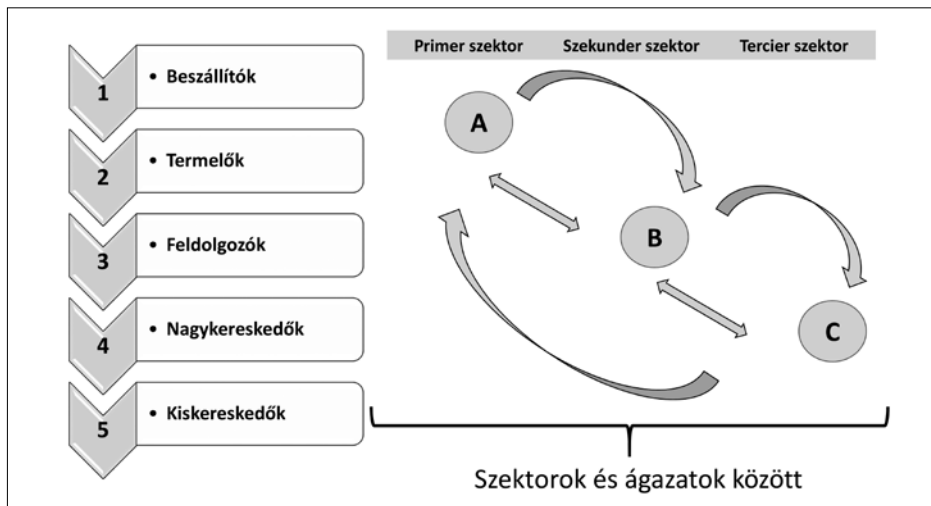 1
• Beszállítók
2
• Termelők
3
• Feldolgozók
4
• Nagykereskedők
5
• Kiskereskedők
Primer szektor Szekunder szektor Tercier szektor
A
B
C
Szektorok és ágazatok között